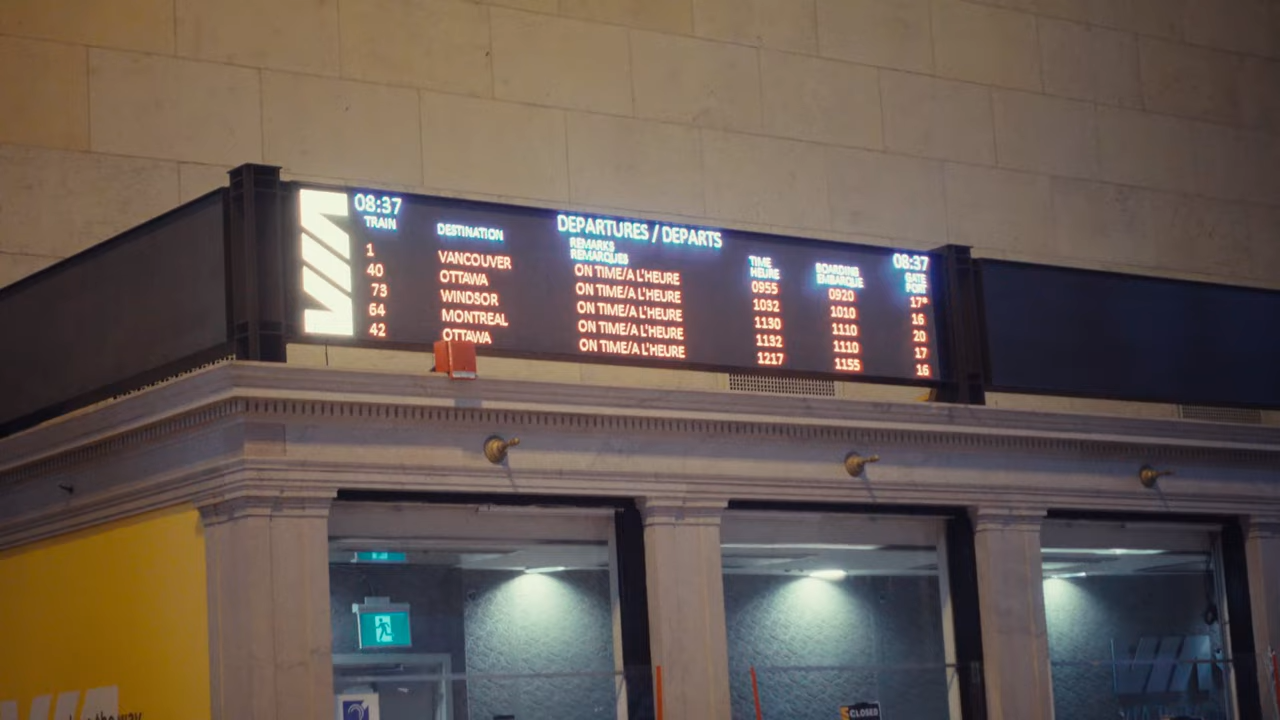 VIA
08:37 DEPARTURES / DEPARTS 08:37
TRAIN DESTINATION REMARKS TIME BOARDING GATE
REMARQUES HEURE EMBARQUE PORT
1 VANCOUVER ON TIME/A L'HEURE 0955 0920 17*
40 OTTAWA ON TIME/A L'HEURE 1032 1010 16
73 WINDSOR ON TIME/A L'HEURE 1130 1110 20
64 MONTREAL ON TIME/A L'HEURE 1132 1110 17
42 OTTAWA ON TIME/A L'HEURE 1217 1155 16
the way
CLOSED